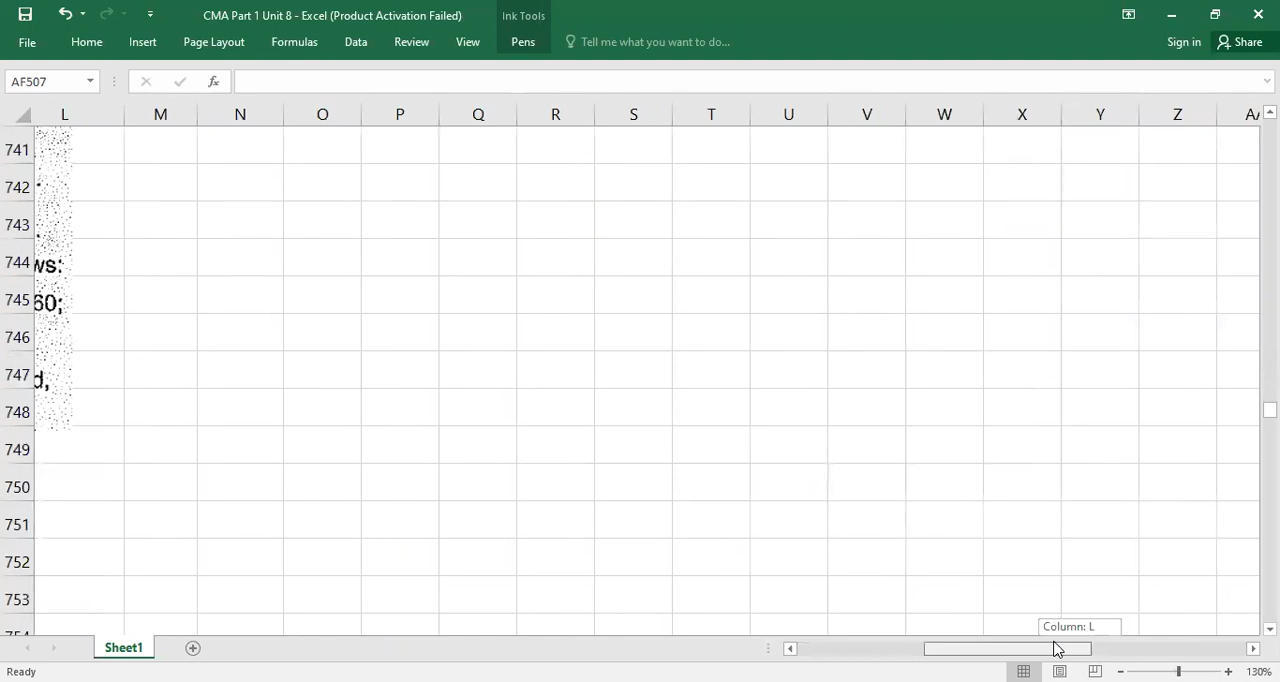 CMA Part 1 Unit 8 - Excel (Product Activation Failed)
Ink Tools
File Home Insert Page Layout Formulas Data Review View Pens Tell me what you want to do... Sign in Share
AF507 fx
L M N O P Q R S T U V W X Y Z
741
742
743
744 ws:
745 60;
746
747 d,
748
749
750
751
752
753
Column: L
Sheet1
Ready 130%